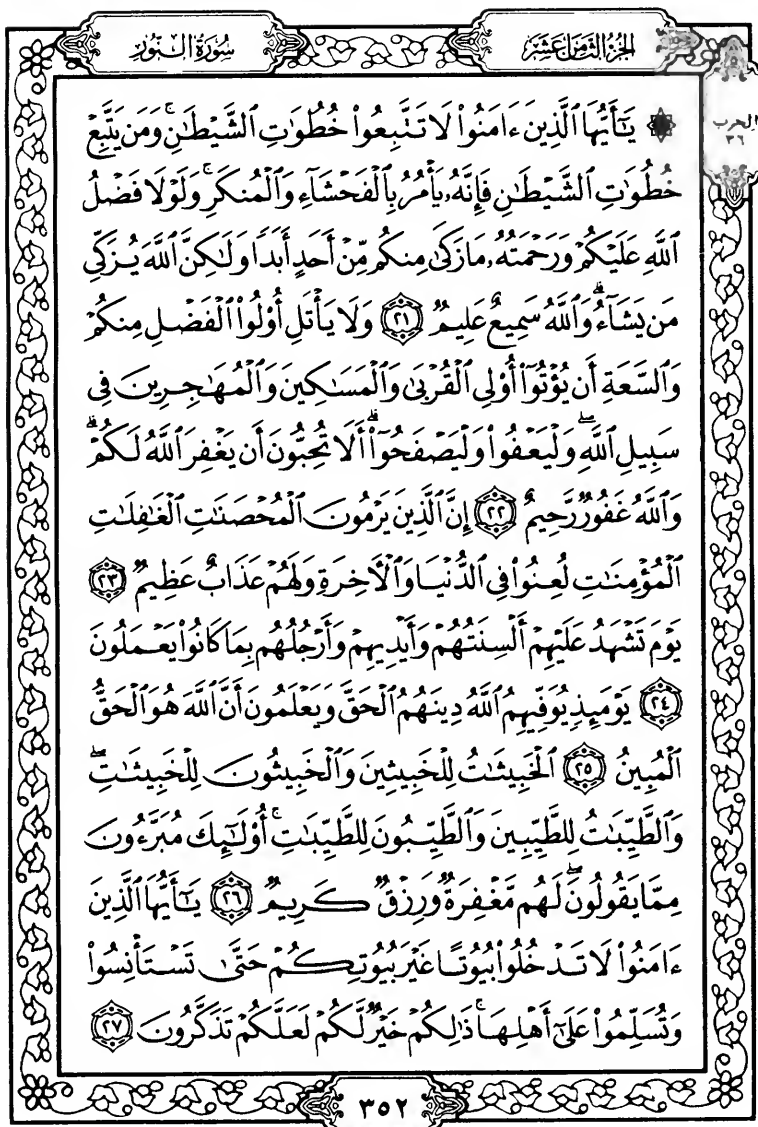 الجزء الثامن عشر
سورة النور
الحزب
٣٦
۞ يَٰٓأَيُّهَا ٱلَّذِينَ ءَامَنُوا۟ لَا تَتَّبِعُوا۟ خُطُوَٰتِ ٱلشَّيْطَٰنِ ۚ وَمَن يَتَّبِعْ
خُطُوَٰتِ ٱلشَّيْطَٰنِ فَإِنَّهُۥ يَأْمُرُ بِٱلْفَحْشَآءِ وَٱلْمُنكَرِ ۚ وَلَوْلَا فَضْلُ
ٱللَّهِ عَلَيْكُمْ وَرَحْمَتُهُۥ مَا زَكَىٰ مِنكُم مِّنْ أَحَدٍ أَبَدًا وَلَٰكِنَّ ٱللَّهَ يُزَكِّى
مَن يَشَآءُ ۗ وَٱللَّهُ سَمِيعٌ عَلِيمٌ ٢١ وَلَا يَأْتَلِ أُو۟لُوا۟ ٱلْفَضْلِ مِنكُمْ
وَٱلسَّعَةِ أَن يُؤْتُوٓا۟ أُو۟لِى ٱلْقُرْبَىٰ وَٱلْمَسَٰكِينَ وَٱلْمُهَٰجِرِينَ فِى
سَبِيلِ ٱللَّهِ ۖ وَلْيَعْفُوا۟ وَلْيَصْفَحُوٓا۟ ۗ أَلَا تُحِبُّونَ أَن يَغْفِرَ ٱللَّهُ لَكُمْ ۗ
وَٱللَّهُ غَفُورٌ رَّحِيمٌ ٢٢ إِنَّ ٱلَّذِينَ يَرْمُونَ ٱلْمُحْصَنَٰتِ ٱلْغَٰفِلَٰتِ
ٱلْمُؤْمِنَٰتِ لُعِنُوا۟ فِى ٱلدُّنْيَا وَٱلْءَاخِرَةِ وَلَهُمْ عَذَابٌ عَظِيمٌ ٢٣
يَوْمَ تَشْهَدُ عَلَيْهِمْ أَلْسِنَتُهُمْ وَأَيْدِيهِمْ وَأَرْجُلُهُم بِمَا كَانُوا۟ يَعْمَلُونَ
٢٤ يَوْمَئِذٍ يُوَفِّيهِمُ ٱللَّهُ دِينَهُمُ ٱلْحَقَّ وَيَعْلَمُونَ أَنَّ ٱللَّهَ هُوَ ٱلْحَقُّ
ٱلْمُبِينُ ٢٥ ٱلْخَبِيثَٰتُ لِلْخَبِيثِينَ وَٱلْخَبِيثُونَ لِلْخَبِيثَٰتِ ۖ
وَٱلطَّيِّبَٰتُ لِلطَّيِّبِينَ وَٱلطَّيِّبُونَ لِلطَّيِّبَٰتِ ۚ أُو۟لَٰٓئِكَ مُبَرَّءُونَ
مِمَّا يَقُولُونَ ۖ لَهُم مَّغْفِرَةٌ وَرِزْقٌ كَرِيمٌ ٢٦ يَٰٓأَيُّهَا ٱلَّذِينَ
ءَامَنُوا۟ لَا تَدْخُلُوا۟ بُيُوتًا غَيْرَ بُيُوتِكُمْ حَتَّىٰ تَسْتَأْنِسُوا۟
وَتُسَلِّمُوا۟ عَلَىٰٓ أَهْلِهَا ۚ ذَٰلِكُمْ خَيْرٌ لَّكُمْ لَعَلَّكُمْ تَذَكَّرُونَ ٢٧
٣٥٢